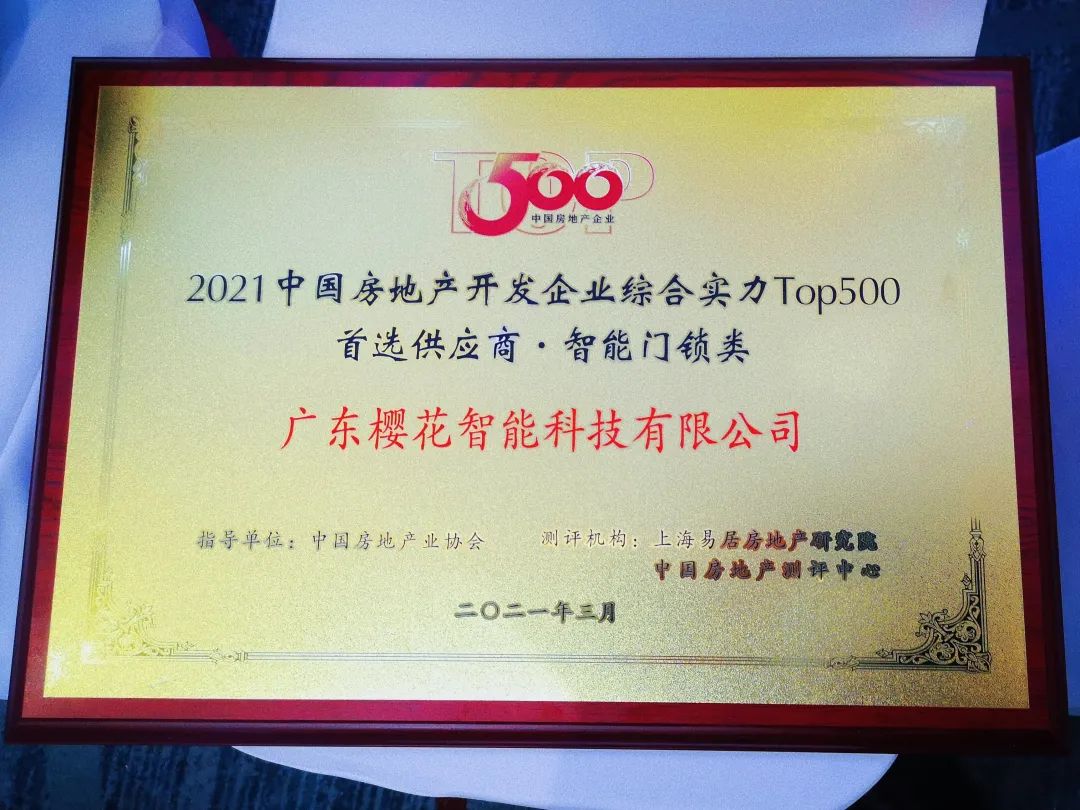 TOP
500
中国房地产企业
2021中国房地产开发企业综合实力Top500
首选供应商·智能门锁类
广东樱花智能科技有限公司
指导单位：中国房地产业协会 测评机构：上海易居房地产研究院
中国房地产测评中心
二〇二一年三月